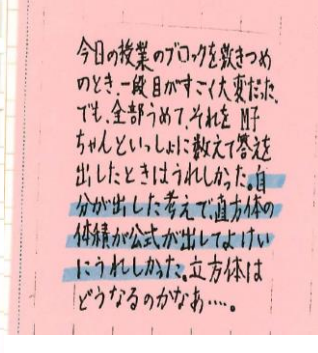 今日の授業のブロックを敷きつめ
のとき、一段目がすごく大変だった。
でも、全部うめて、それを M子
ちゃんといっしょに数えて答えを
出したときはうれしかった。自
分が出した考えで、直方体の
体積が公式が出してよけい
にうれしかった。立方体は
どうなるのかなあ…。